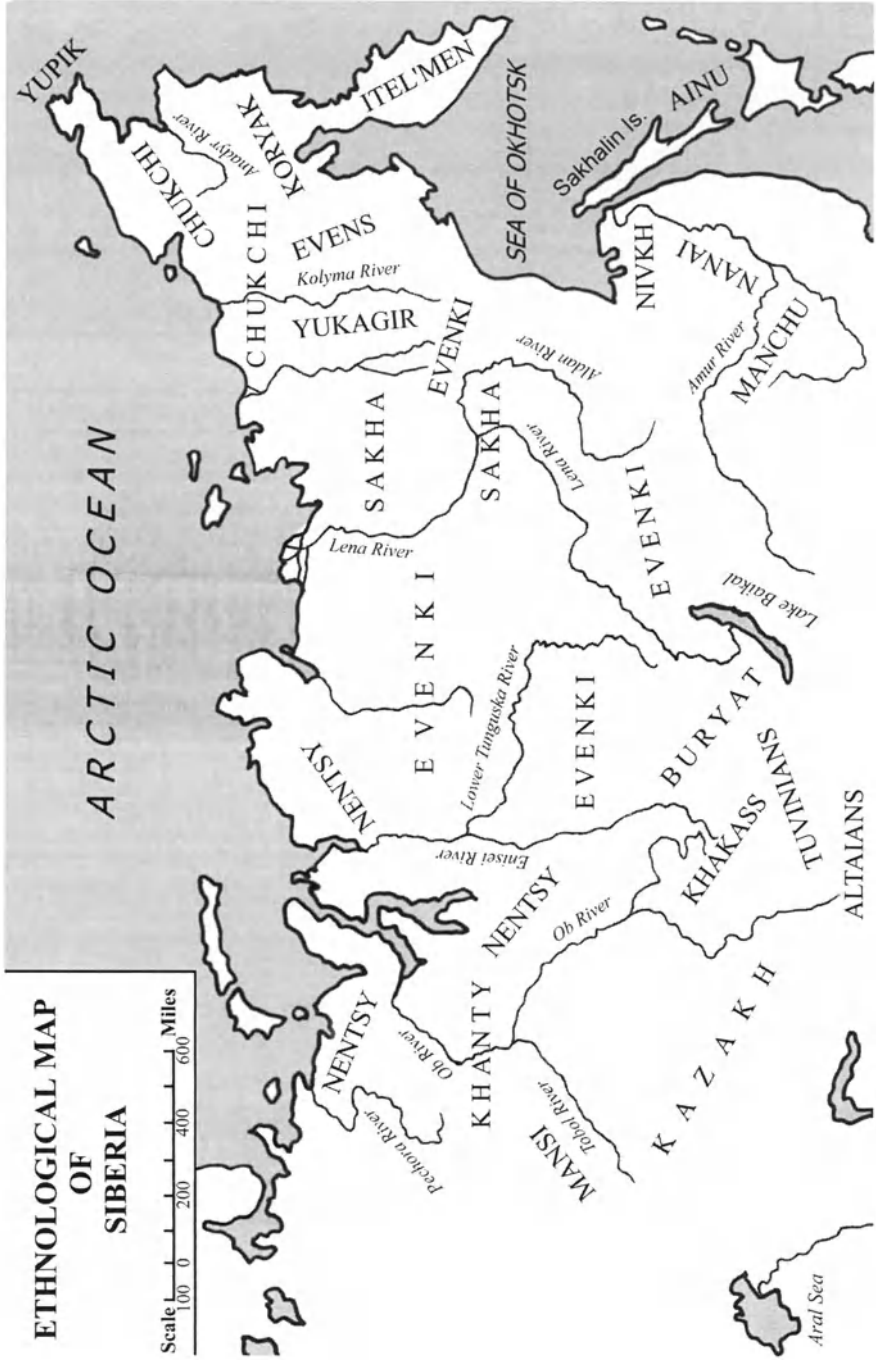 ETHNOLOGICAL MAP
OF
SIBERIA
Scale
100 0 200 400 600 Miles
ARCTIC OCEAN
YUPIK
CHUKCHI
Anadyr River
KORYAK
ITEL'MEN
CHUKCHI
EVENS
Kolyma River
YUKAGIR
EVENKI
SEA OF OKHOTSK
Sakhalin Is.
AINU
NIVKH
NANAI
Amur River
MANCHU
Aldan River
SAKHA
SAKHA
Lena River
Lena River
EVENKI
Lake Baikal
EVENKI
NENTSY
Lower Tunguska River
EVENKI
BURYAT
TUVINIANS
KHAKASS
ALTAIANS
Enisei River
NENTSY
Ob River
NENTSY
Ob River
Pechora River
KHANTY
MANSI
Tobol River
KAZAKH
Aral Sea